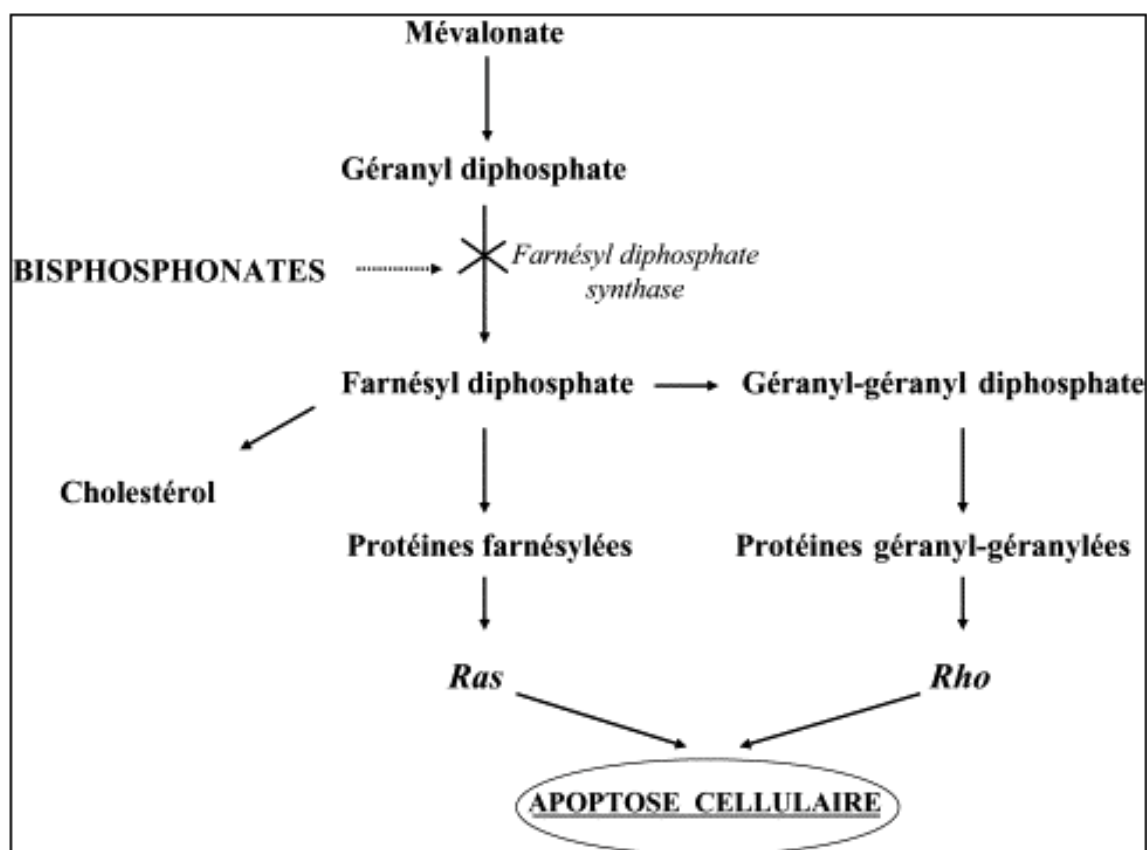 Mévalonate
Géranyl diphosphate
BISPHOSPHONATES
Farnésyl diphosphate
synthase
Farnésyl diphosphate
Géranyl-géranyl diphosphate
Cholestérol
Protéines farnésylées
Protéines géranyl-géranylées
Ras
Rho
APOPTOSE CELLULAIRE